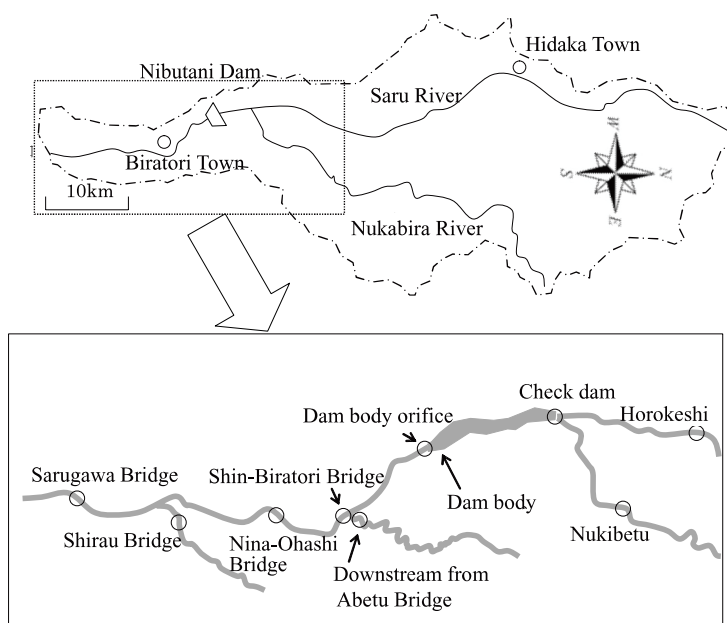 Hidaka Town
Nibutani Dam
Saru River
Biratori Town
10km
Nukabira River
W
S
N
E
Check dam
Dam body orifice
Horokeshi
Shin-Biratori Bridge
Sarugawa Bridge
Dam body
Shirau Bridge
Nina-Ohashi
Bridge
Nukibetu
Downstream from
Abetu Bridge